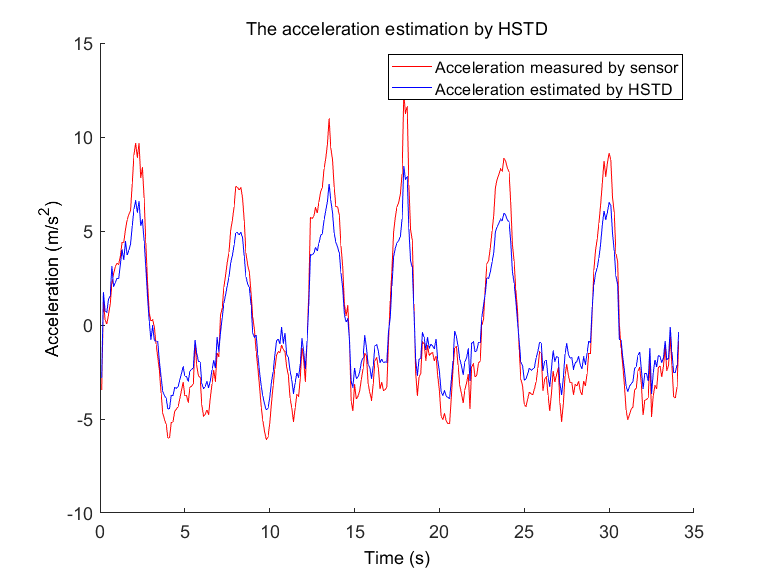 The acceleration estimation by HSTD
15
Acceleration measured by sensor
Acceleration estimated by HSTD
10
5
Acceleration (m/s²)
0
-5
-10
0 5 10 15 20 25 30 35
Time (s)